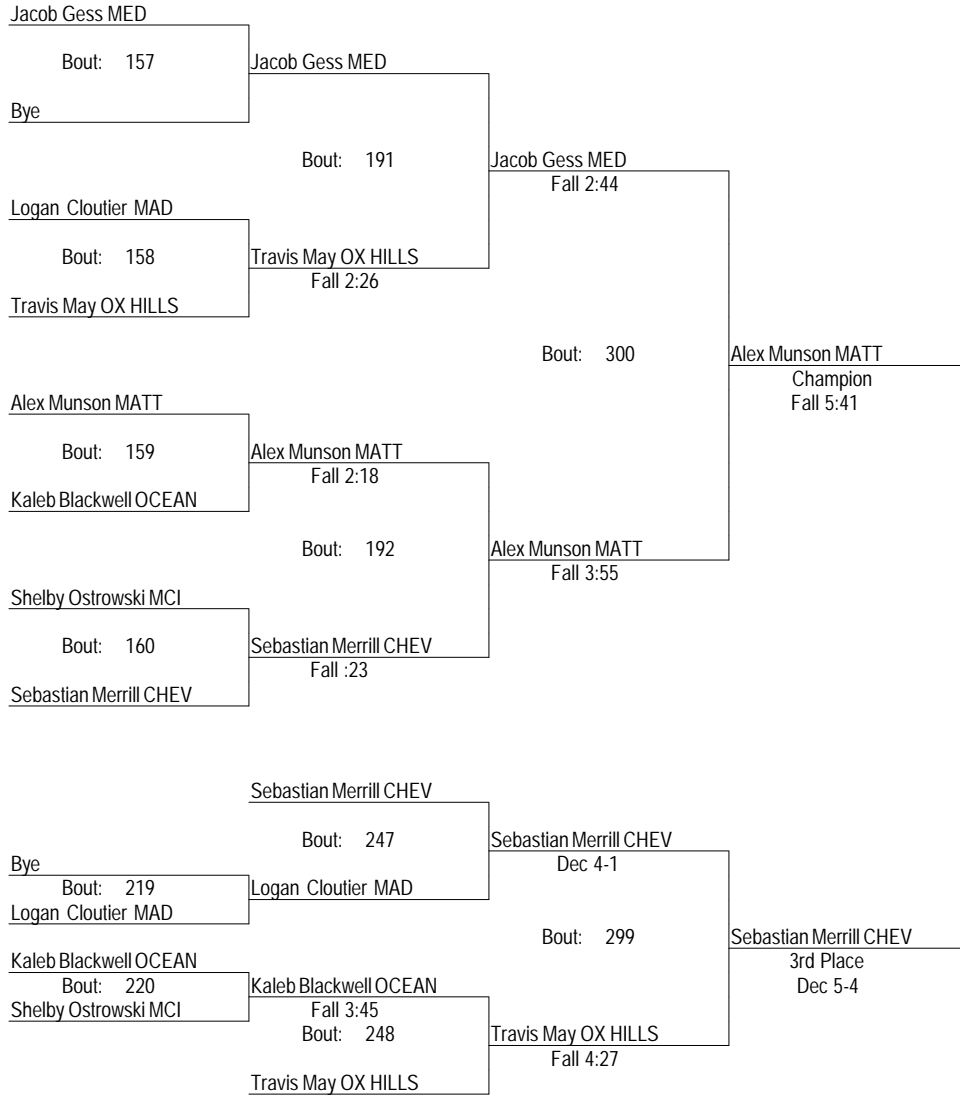 Jacob Gess MED
Bout: 157
Jacob Gess MED
Bye
Bout: 191
Jacob Gess MED
Fall 2:44
Logan Cloutier MAD
Bout: 158
Travis May OX HILLS
Fall 2:26
Travis May OX HILLS
Bout: 300
Alex Munson MATT
Champion
Fall 5:41
Alex Munson MATT
Bout: 159
Alex Munson MATT
Fall 2:18
Kaleb Blackwell OCEAN
Bout: 192
Alex Munson MATT
Fall 3:55
Shelby Ostrowski MCI
Bout: 160
Sebastian Merrill CHEV
Fall :23
Sebastian Merrill CHEV
Sebastian Merrill CHEV
Bout: 247
Sebastian Merrill CHEV
Dec 4-1
Bye
Bout: 219
Logan Cloutier MAD
Logan Cloutier MAD
Bout: 299
Sebastian Merrill CHEV
3rd Place
Dec 5-4
Kaleb Blackwell OCEAN
Bout: 220
Kaleb Blackwell OCEAN
Fall 3:45
Shelby Ostrowski MCI
Bout: 248
Travis May OX HILLS
Fall 4:27
Travis May OX HILLS